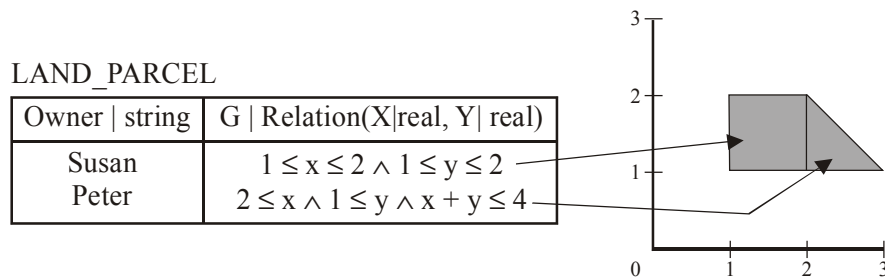 LAND_PARCEL
Owner | string G | Relation(X|real, Y| real)
Susan 1 ≤ x ≤ 2 ∧ 1 ≤ y ≤ 2
Peter 2 ≤ x ∧ 1 ≤ y ∧ x + y ≤ 4
3
2
1
0 1 2 3